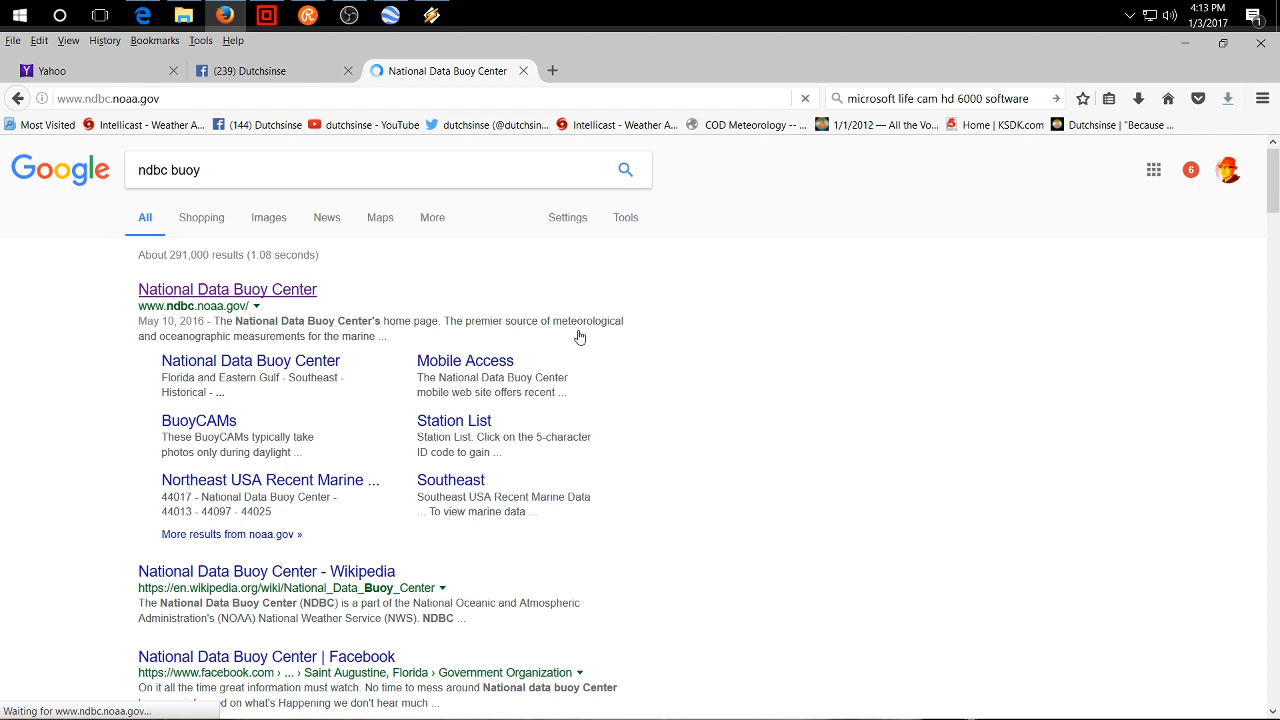 4:13 PM
1/3/2017
1
File Edit View History Bookmarks Tools Help
Yahoo
(239) Dutchsinse
National Data Buoy Center
www.ndbc.noaa.gov
microsoft life cam hd 6000 software
Most Visited
Intellicast - Weather A...
(144) Dutchsinse
dutchsinse - YouTube
dutchsinse (@dutchsin...
Intellicast - Weather A...
COD Meteorology -- ...
1/1/2012 — All the Vo...
Home | KSDK.com
Dutchsinse | "Because ...
Google
ndbc buoy
6
All Shopping Images News Maps More Settings Tools
About 291,000 results (1.08 seconds)
National Data Buoy Center
www.ndbc.noaa.gov/
May 10, 2016 - The National Data Buoy Center's home page. The premier source of meteorological
and oceanographic measurements for the marine ...
National Data Buoy Center
Florida and Eastern Gulf - Southeast -
Historical - ...
Mobile Access
The National Data Buoy Center
mobile web site offers recent ...
BuoyCAMs
These BuoyCAMs typically take
photos only during daylight ...
Station List
Station List. Click on the 5-character
ID code to gain ...
Northeast USA Recent Marine ...
44017 - National Data Buoy Center -
44013 - 44097 - 44025
Southeast
Southeast USA Recent Marine Data
... To view marine data ...
More results from noaa.gov »
National Data Buoy Center - Wikipedia
https://en.wikipedia.org/wiki/National_Data_Buoy_Center
The National Data Buoy Center (NDBC) is a part of the National Oceanic and Atmospheric
Administration's (NOAA) National Weather Service (NWS). NDBC ...
National Data Buoy Center | Facebook
https://www.facebook.com › ... › Saint Augustine, Florida › Government Organization
On it all the time great information must watch. No time to mess around National data buoy Center
on what's Happening we don't hear much ...
Waiting for www.ndbc.noaa.gov...